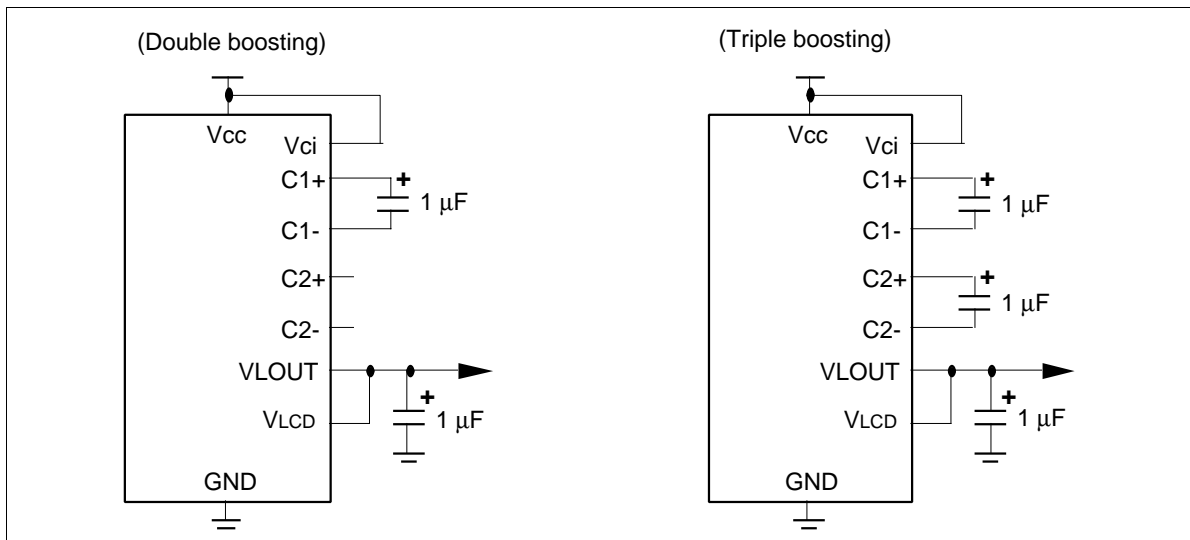 (Double boosting)
Vcc
Vci
C1+
+
1 μF
C1-
C2+
C2-
VLOUT
+
VLCD
1 μF
GND
(Triple boosting)
Vcc
Vci
C1+
+
1 μF
C1-
C2+
+
1 μF
C2-
VLOUT
+
VLCD
1 μF
GND